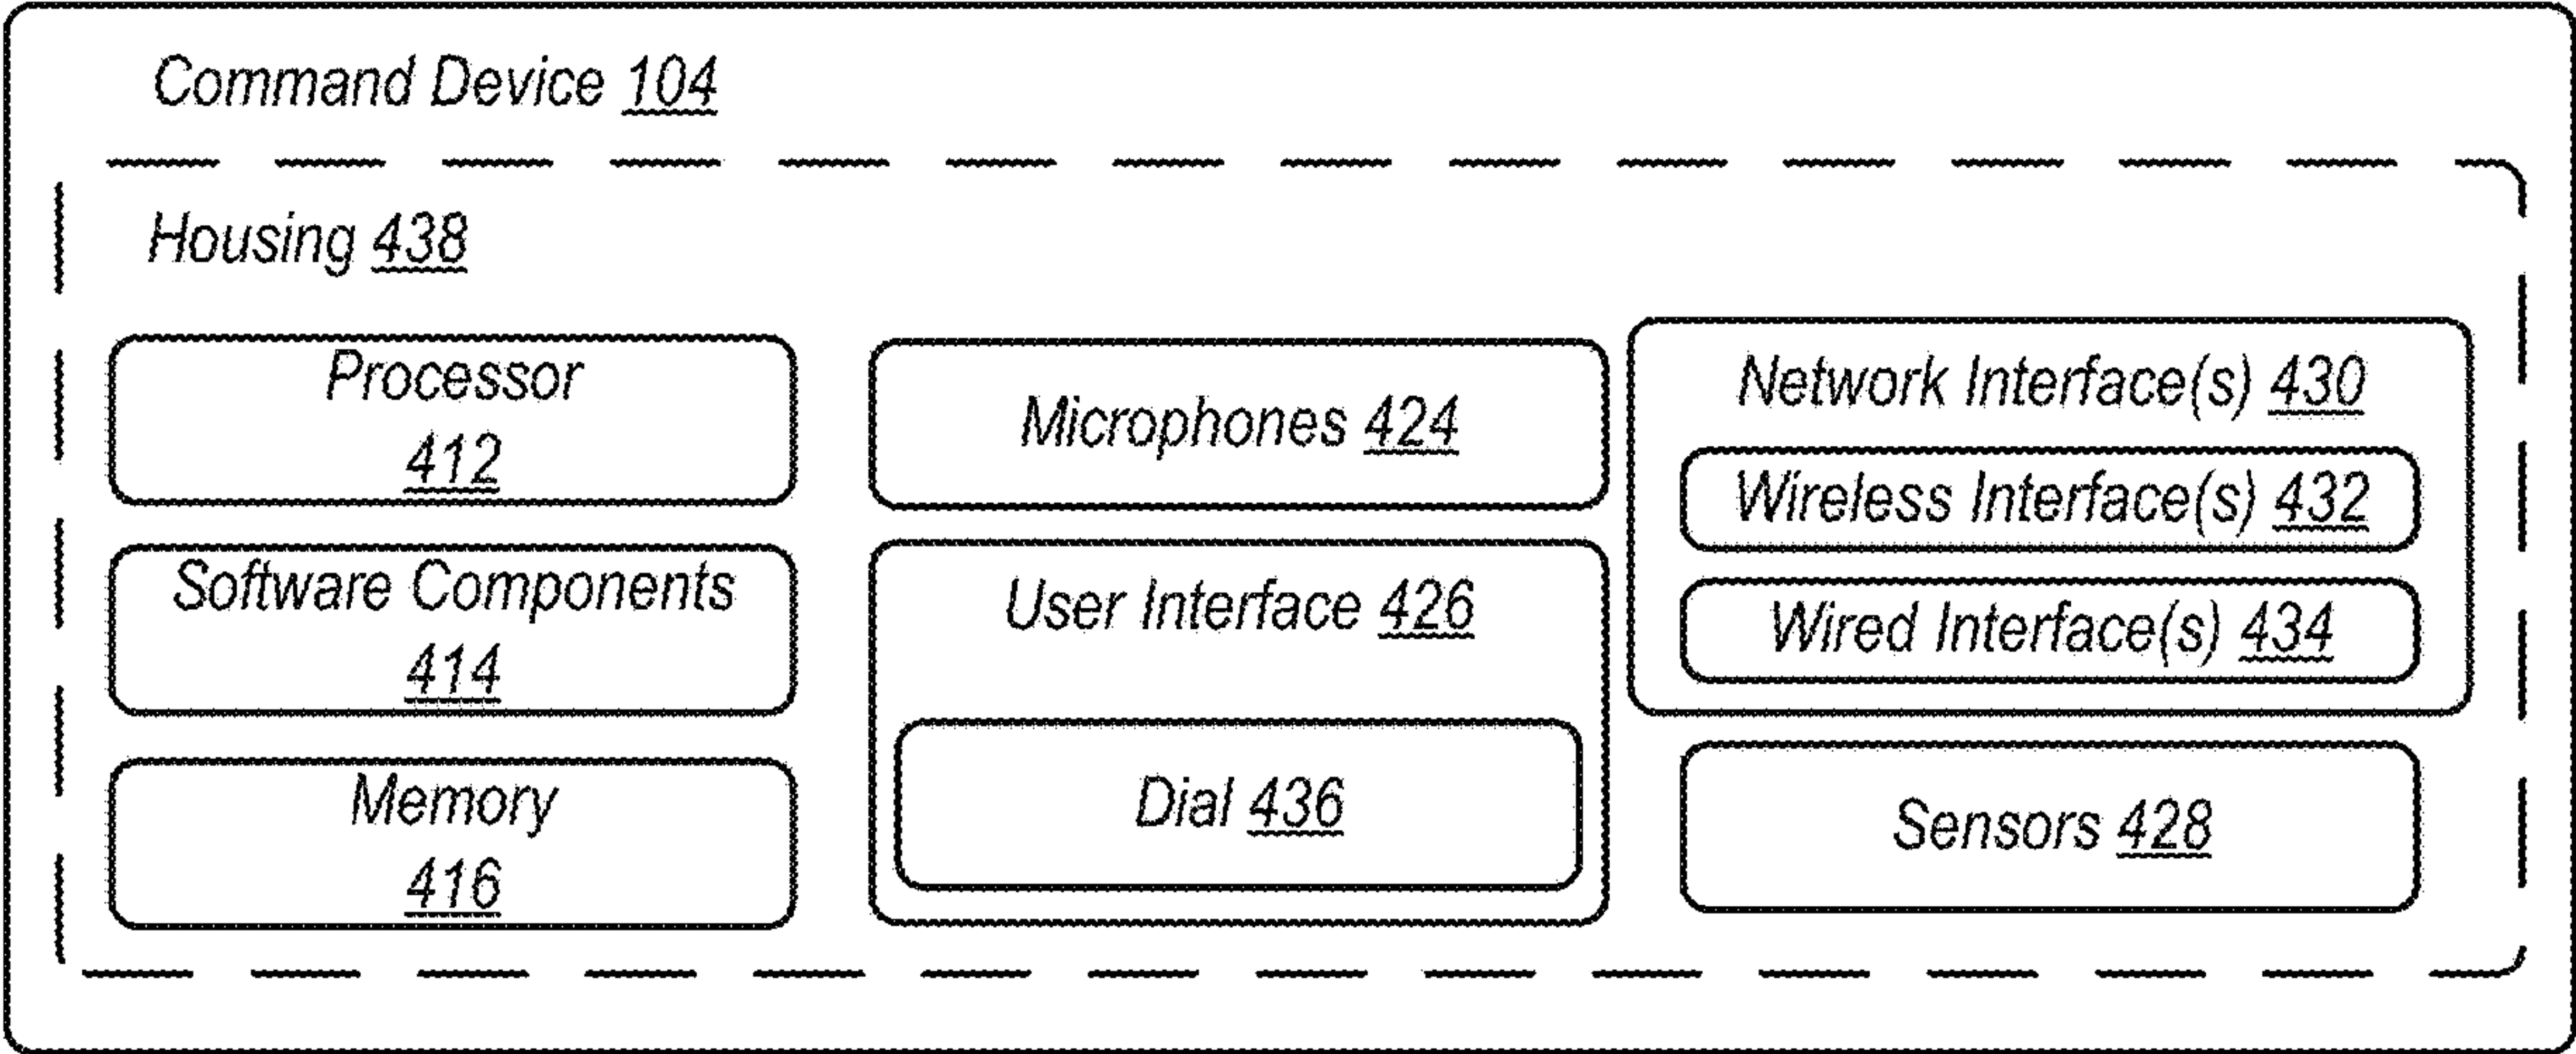 Command Device 104
Housing 438
Processor
412
Software Components
414
Memory
416
Microphones 424
User Interface 426
Dial 436
Network Interface(s) 430
Wireless Interface(s) 432
Wired Interface(s) 434
Sensors 428